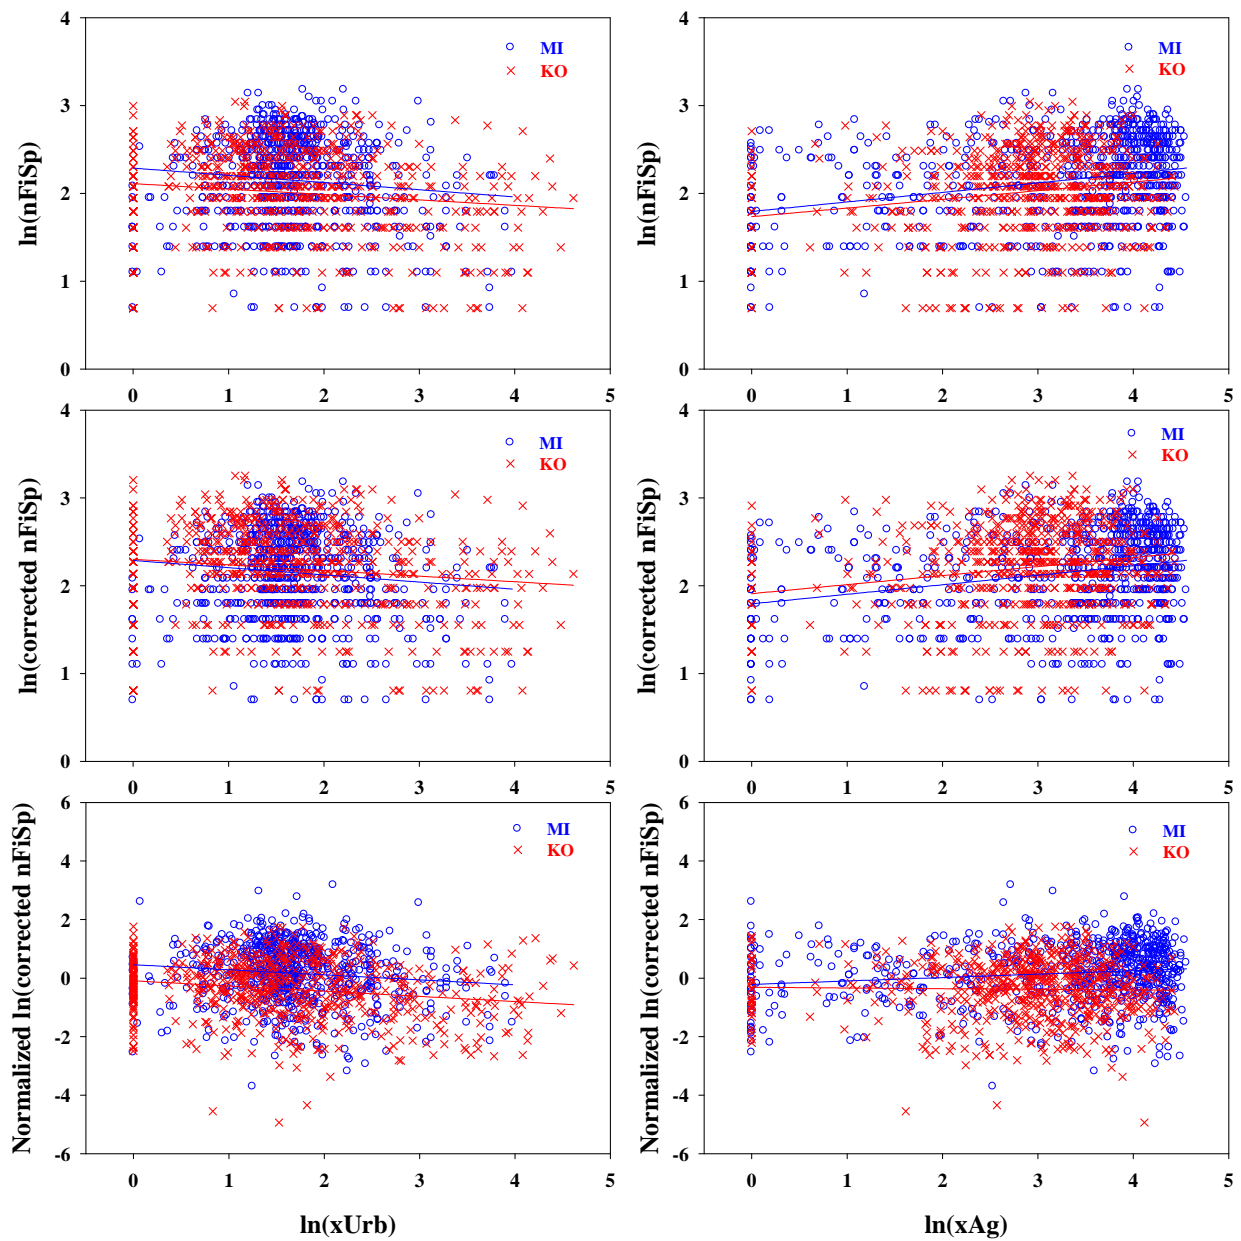 4
3
2
1
0
ln(nFiSp)
MI
KO
0 1 2 3 4 5
4
3
2
1
0
ln(nFiSp)
MI
KO
0 1 2 3 4 5
4
3
2
1
0
ln(corrected nFiSp)
MI
KO
0 1 2 3 4 5
4
3
2
1
0
ln(corrected nFiSp)
MI
KO
0 1 2 3 4 5
6
4
2
0
-2
-4
-6
Normalized ln(corrected nFiSp)
MI
KO
0 1 2 3 4 5
ln(xUrb)
6
4
2
0
-2
-4
-6
Normalized ln(corrected nFiSp)
MI
KO
0 1 2 3 4 5
ln(xAg)